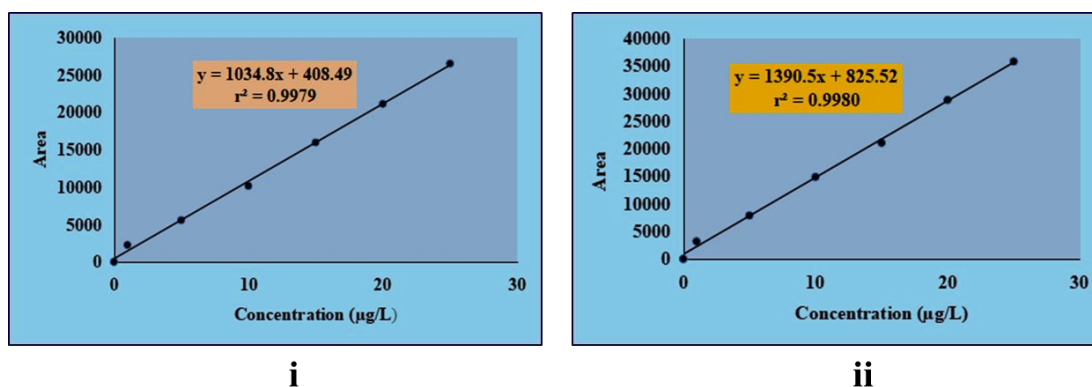 30000
25000
20000
15000
10000
5000
0
Area
y = 1034.8x + 408.49
r² = 0.9979
0 10 20 30
Concentration (µg/L)
i
40000
35000
30000
25000
20000
15000
10000
5000
0
Area
y = 1390.5x + 825.52
r² = 0.9980
0 10 20 30
Concentration (µg/L)
ii